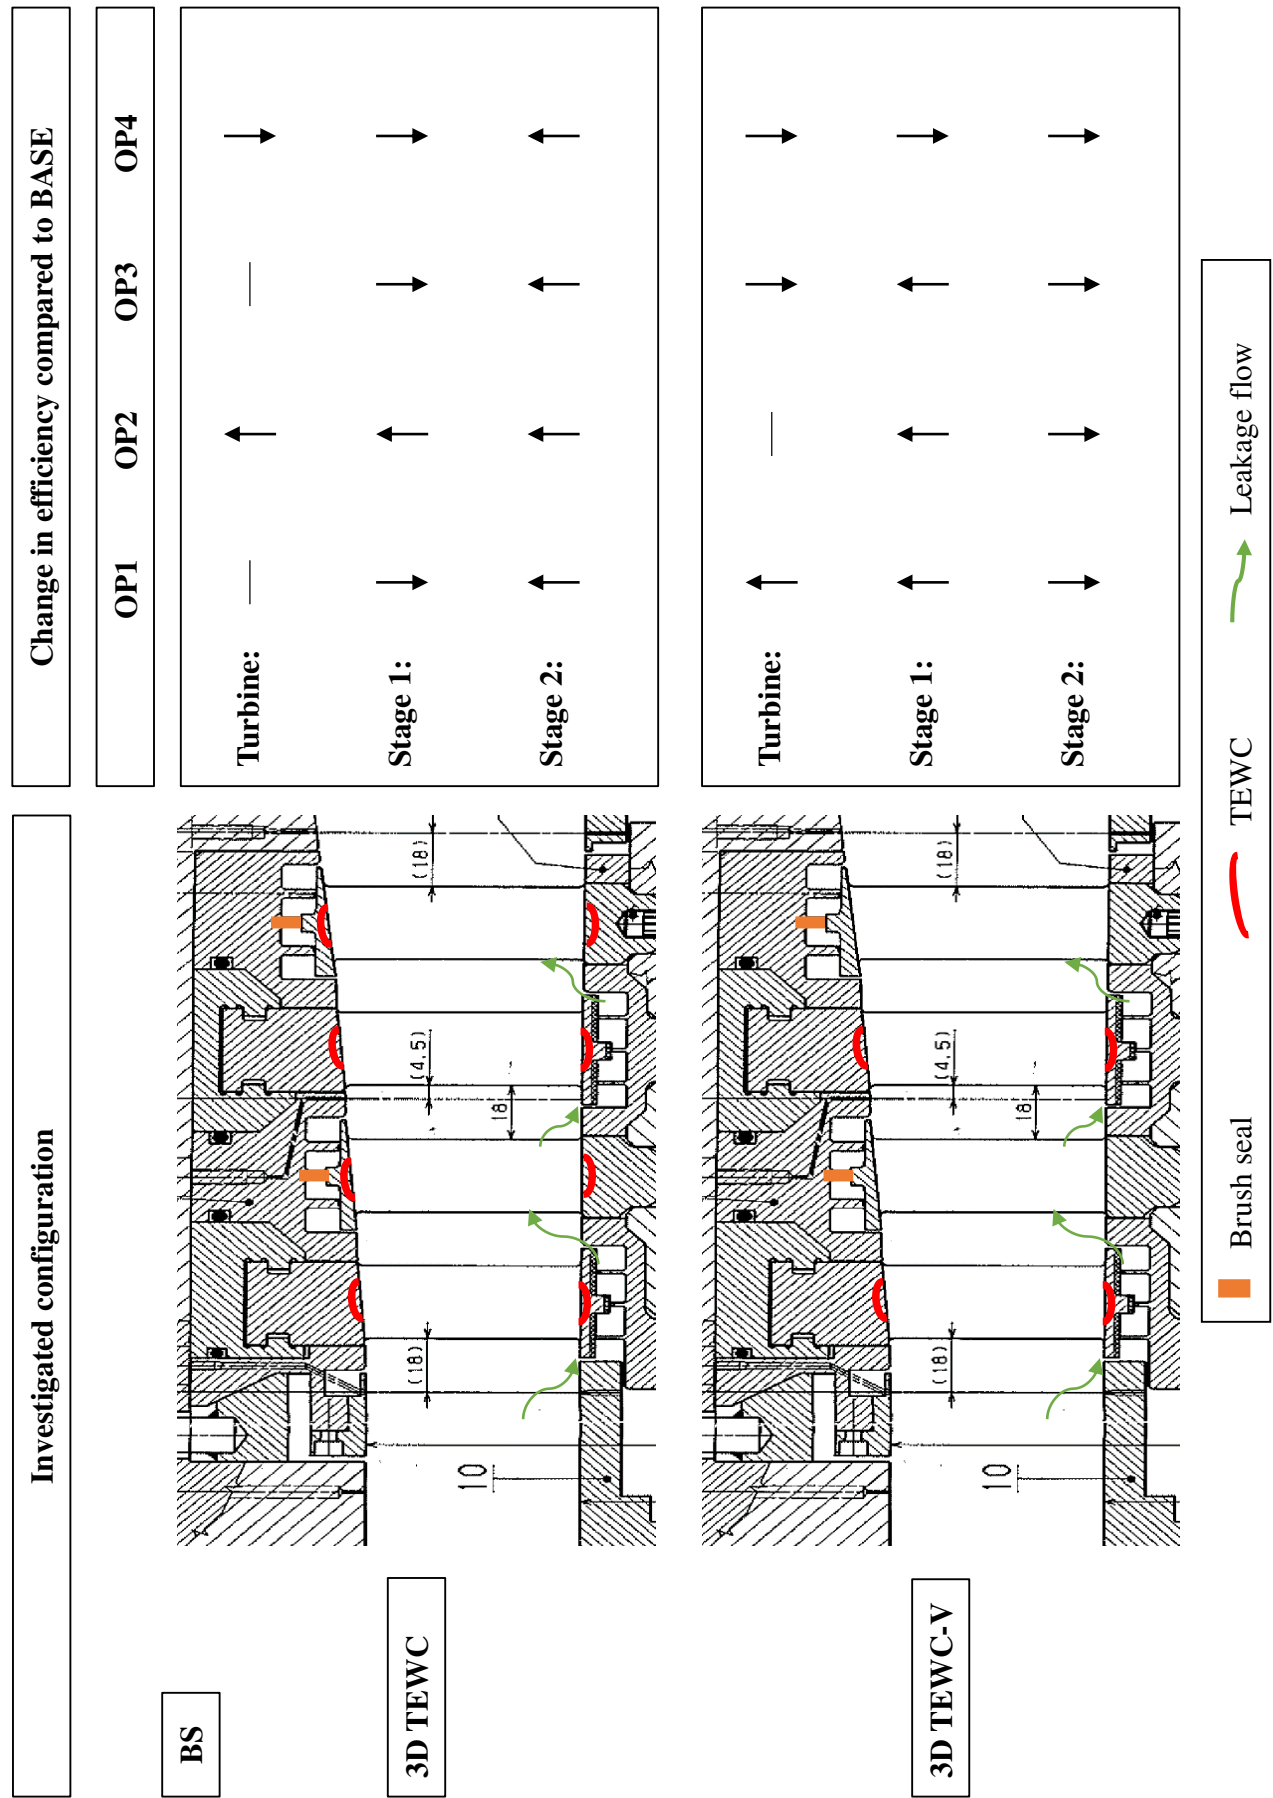 Investigated configuration
Change in efficiency compared to BASE
OP1 OP2 OP3 OP4
BS
3D TEWC
10
(18)
18
(4,5)
(18)
Turbine:
Stage 1:
Stage 2:
3D TEWC-V
10
(18)
18
(4,5)
(18)
Turbine:
Stage 1:
Stage 2:
Brush seal
TEWC
Leakage flow